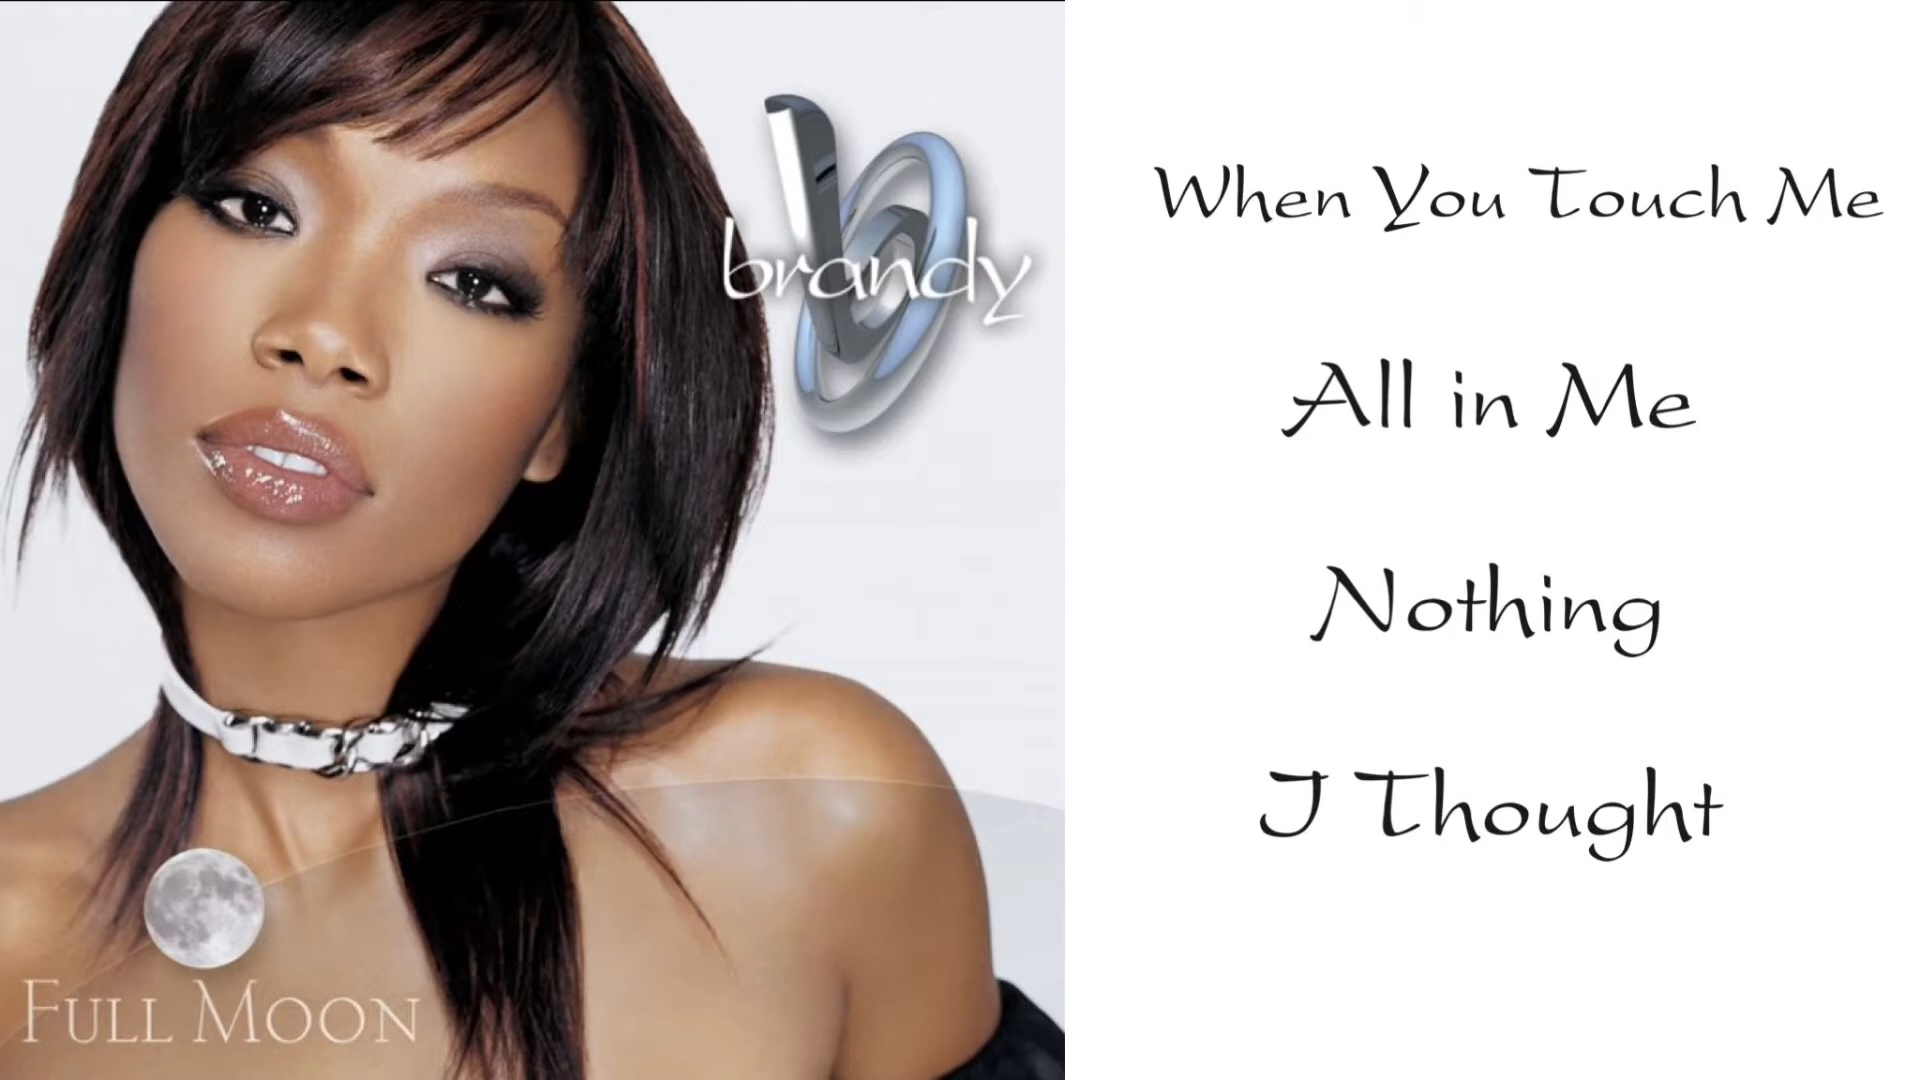 brandy
FULL MOON
When You Touch Me
All in Me
Nothing
I Thought